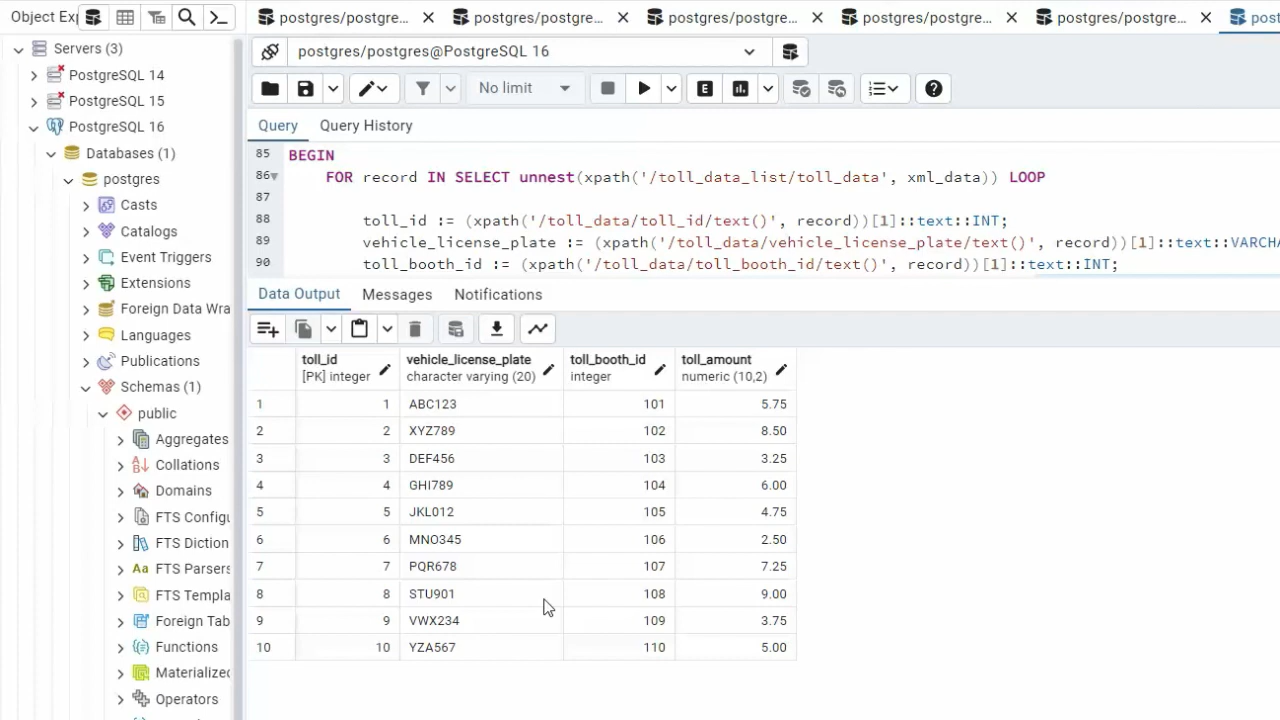 Object Exp
postgres/postgre...
postgres/postgre...
postgres/postgre...
postgres/postgre...
postgres/postgre...
post
Servers (3)
PostgreSQL 14
PostgreSQL 15
PostgreSQL 16
Databases (1)
postgres
Casts
Catalogs
Event Triggers
Extensions
Foreign Data Wra
Languages
Publications
Schemas (1)
public
Aggregates
Collations
Domains
FTS Configu
FTS Diction
Aa FTS Parsers
FTS Templa
Foreign Tab
Functions
Materialized
Operators
postgres/postgres@PostgreSQL 16
No limit
E
Query Query History
85 BEGIN
86 FOR record IN SELECT unnest(xpath('/toll_data_list/toll_data', xml_data)) LOOP
87
88 toll_id := (xpath('/toll_data/toll_id/text()', record))[1]::text::INT;
89 vehicle_license_plate := (xpath('/toll_data/vehicle_license_plate/text()', record))[1]::text::VARCHA
90 toll_booth_id := (xpath('/toll_data/toll_booth_id/text()', record))[1]::text::INT;
Data Output Messages Notifications
toll_id vehicle_license_plate toll_booth_id toll_amount
[PK] integer character varying (20) integer numeric (10,2)
1 1 ABC123 101 5.75
2 2 XYZ789 102 8.50
3 3 DEF456 103 3.25
4 4 GHI789 104 6.00
5 5 JKL012 105 4.75
6 6 MNO345 106 2.50
7 7 PQR678 107 7.25
8 8 STU901 108 9.00
9 9 VWX234 109 3.75
10 10 YZA567 110 5.00